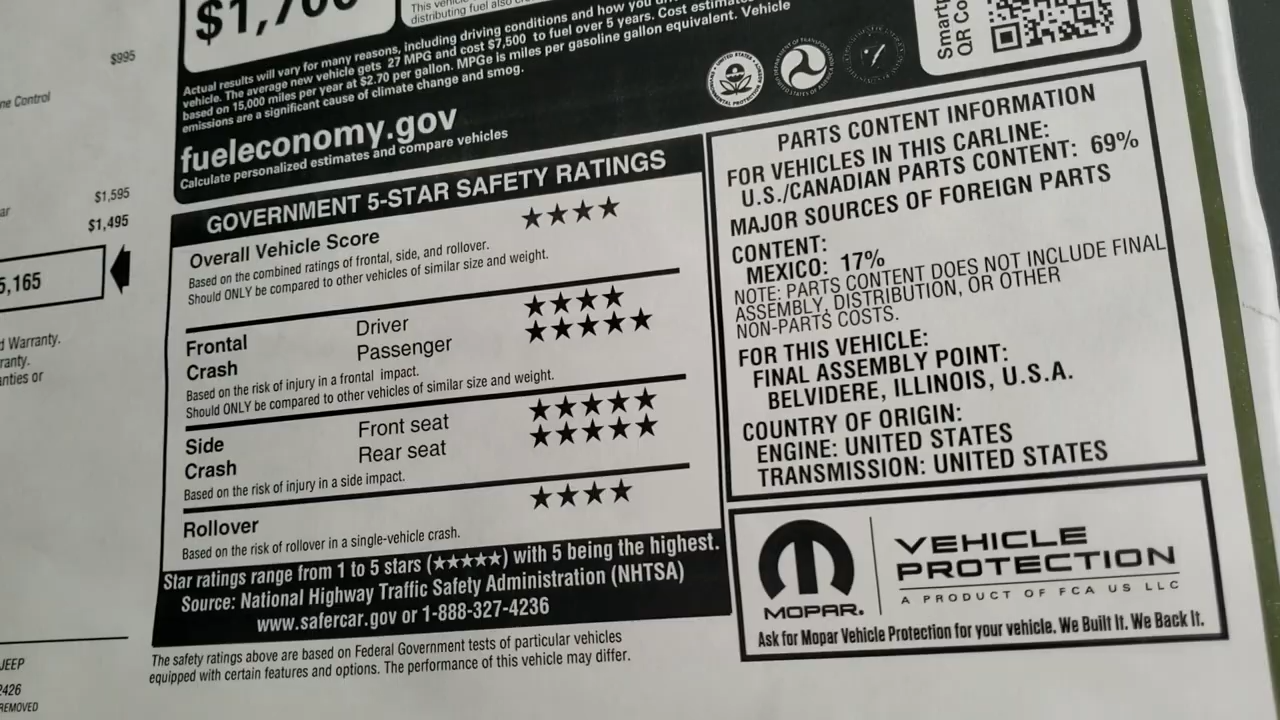 $995
ne Control
$1,595
ar
$1,495
5,165
d Warranty.
ranty.
anties or
JEEP
2426
REMOVED
$1,700
This vehicle
distributing fuel also
Smartp
QR Co
Actual results will vary for many reasons, including driving conditions and how you
vehicle. The average new vehicle gets 27 MPG and cost $7,500 to fuel over 5 years. Cost estimates
based on 15,000 miles per year at $2.70 per gallon. MPGe is miles per gasoline gallon equivalent. Vehicle
emissions are a significant cause of climate change and smog.
fueleconomy.gov
Calculate personalized estimates and compare vehicles
GOVERNMENT 5-STAR SAFETY RATINGS
Overall Vehicle Score ★★★★
Based on the combined ratings of frontal, side, and rollover.
Should ONLY be compared to other vehicles of similar size and weight.
Frontal Driver ★★★★
Crash Passenger ★★★★★
Based on the risk of injury in a frontal impact.
Should ONLY be compared to other vehicles of similar size and weight.
Side Front seat ★★★★★
Crash Rear seat ★★★★★
Based on the risk of injury in a side impact.
Rollover ★★★★
Based on the risk of rollover in a single-vehicle crash.
Star ratings range from 1 to 5 stars (★★★★★) with 5 being the highest.
Source: National Highway Traffic Safety Administration (NHTSA)
www.safercar.gov or 1-888-327-4236
The safety ratings above are based on Federal Government tests of particular vehicles
equipped with certain features and options. The performance of this vehicle may differ.
PARTS CONTENT INFORMATION
FOR VEHICLES IN THIS CARLINE:
U.S./CANADIAN PARTS CONTENT: 69%
MAJOR SOURCES OF FOREIGN PARTS
CONTENT:
MEXICO: 17%
NOTE: PARTS CONTENT DOES NOT INCLUDE FINAL
ASSEMBLY, DISTRIBUTION, OR OTHER
NON-PARTS COSTS.
FOR THIS VEHICLE:
FINAL ASSEMBLY POINT:
BELVIDERE, ILLINOIS, U.S.A.
COUNTRY OF ORIGIN:
ENGINE: UNITED STATES
TRANSMISSION: UNITED STATES
MOPAR.
VEHICLE
PROTECTION
A PRODUCT OF FCA US LLC
Ask for Mopar Vehicle Protection for your vehicle. We Built It. We Back It.